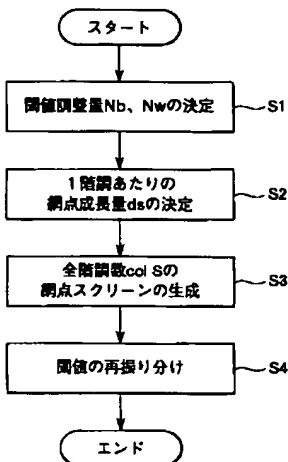 スタート
閾値調整量Nb、Nwの決定
S1
1階調あたりの
網点成長量dsの決定
S2
全階調数col Sの
網点スクリーンの生成
S3
閾値の再振り分け
S4
エンド